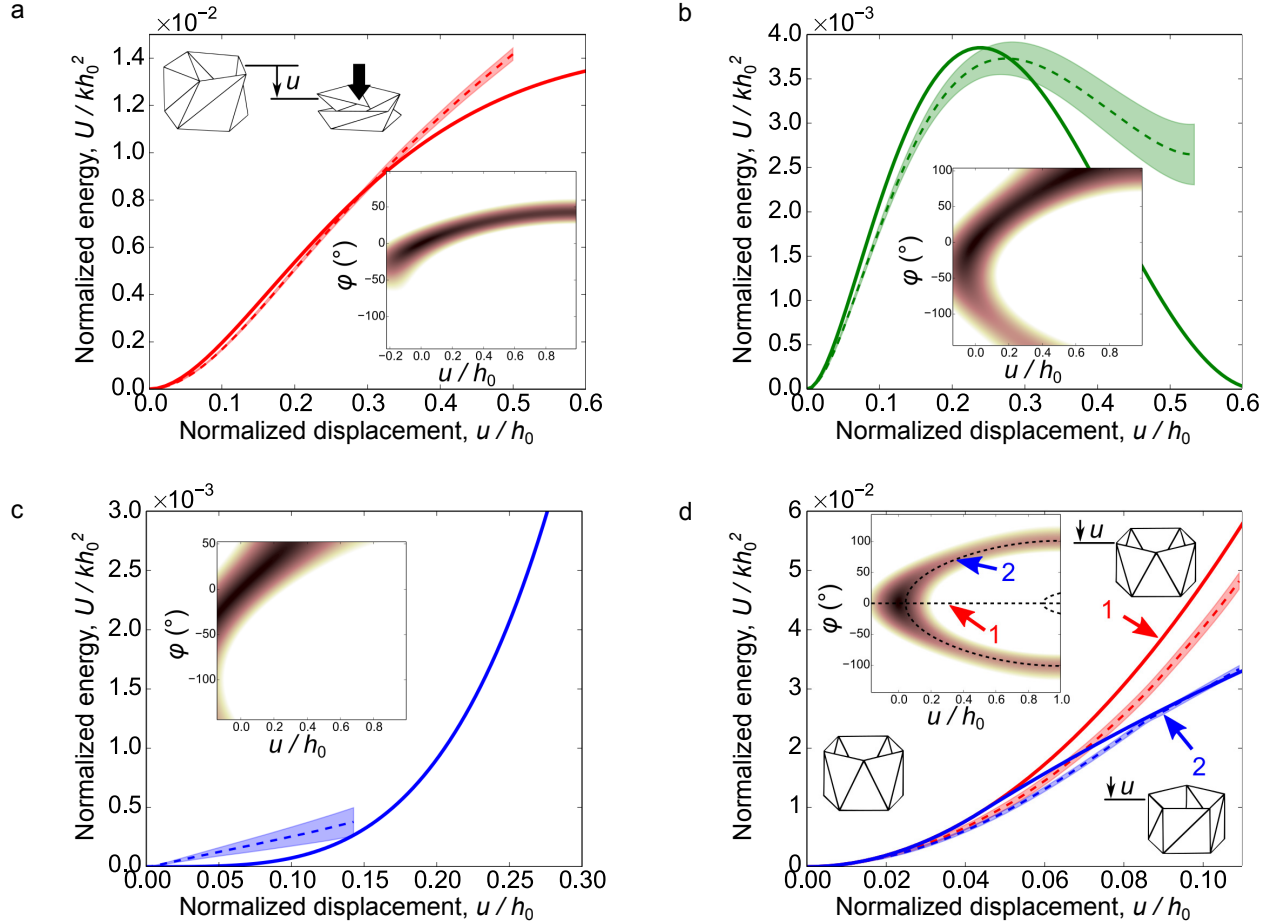 a
×10⁻²
Normalized energy, U / kh₀²
1.4
1.2
1.0
0.8
0.6
0.4
0.2
0.0
0.0 0.1 0.2 0.3 0.4 0.5 0.6
Normalized displacement, u / h₀
u
φ (°)
50
0
−50
−100
−0.2 0.0 0.2 0.4 0.6 0.8
u / h₀
b
×10⁻³
Normalized energy, U / kh₀²
4.0
3.5
3.0
2.5
2.0
1.5
1.0
0.5
0.0
0.0 0.1 0.2 0.3 0.4 0.5 0.6
Normalized displacement, u / h₀
φ (°)
100
50
0
−50
−100
0.0 0.2 0.4 0.6 0.8
u / h₀
c
×10⁻³
Normalized energy, U / kh₀²
3.0
2.5
2.0
1.5
1.0
0.5
0.0
0.00 0.05 0.10 0.15 0.20 0.25 0.30
Normalized displacement, u / h₀
φ (°)
50
0
−50
−100
0.0 0.2 0.4 0.6 0.8
u / h₀
d
×10⁻²
Normalized energy, U / kh₀²
6
5
4
3
2
1
0
0.00 0.02 0.04 0.06 0.08 0.10
Normalized displacement, u / h₀
φ (°)
100
50
0
−50
−100
0.0 0.2 0.4 0.6 0.8 1.0
u / h₀
2
1
u
1
2
u